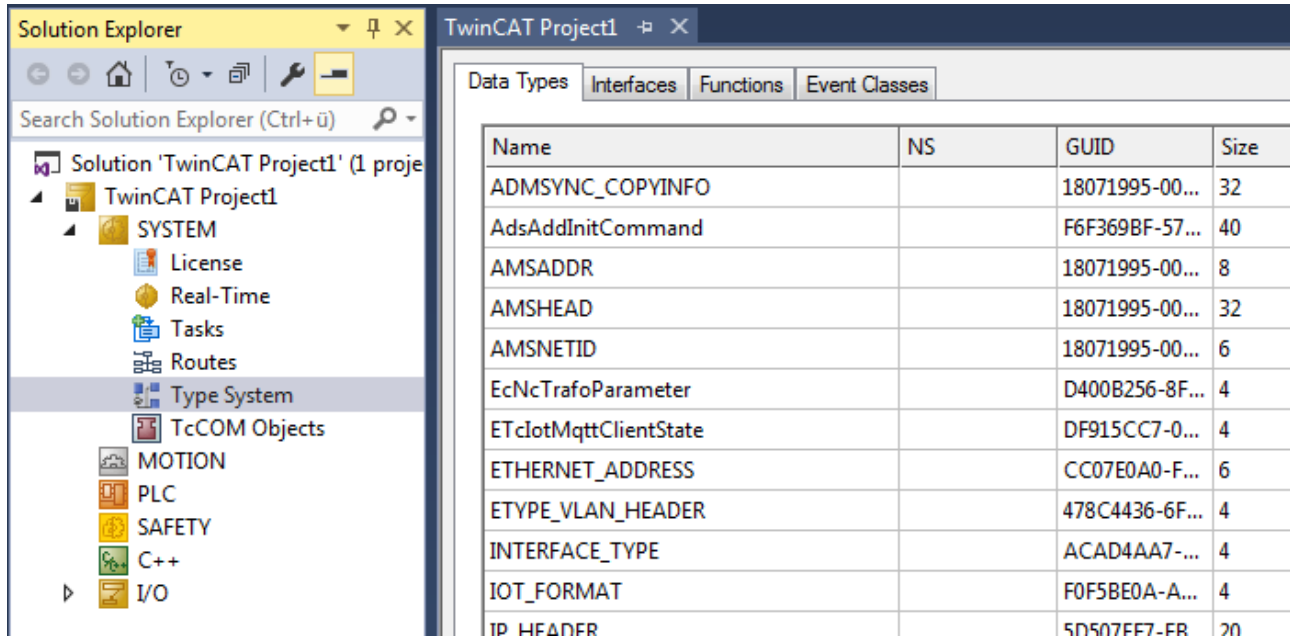 Solution Explorer
Search Solution Explorer (Ctrl+ü)
Solution 'TwinCAT Project1' (1 proje
TwinCAT Project1
SYSTEM
License
Real-Time
Tasks
Routes
Type System
TcCOM Objects
MOTION
PLC
SAFETY
C++
I/O
TwinCAT Project1
Data Types Interfaces Functions Event Classes
Name NS GUID Size
ADMSYNC_COPYINFO 18071995-00... 32
AdsAddInitCommand F6F369BF-57... 40
AMSADDR 18071995-00... 8
AMSHEAD 18071995-00... 32
AMSNETID 18071995-00... 6
EcNcTrafoParameter D400B256-8F... 4
ETcIotMqttClientState DF915CC7-0... 4
ETHERNET_ADDRESS CC07E0A0-F... 6
ETYPE_VLAN_HEADER 478C4436-6F... 4
INTERFACE_TYPE ACAD4AA7-... 4
IOT_FORMAT F0F5BE0A-A... 4
IP_HEADER 20